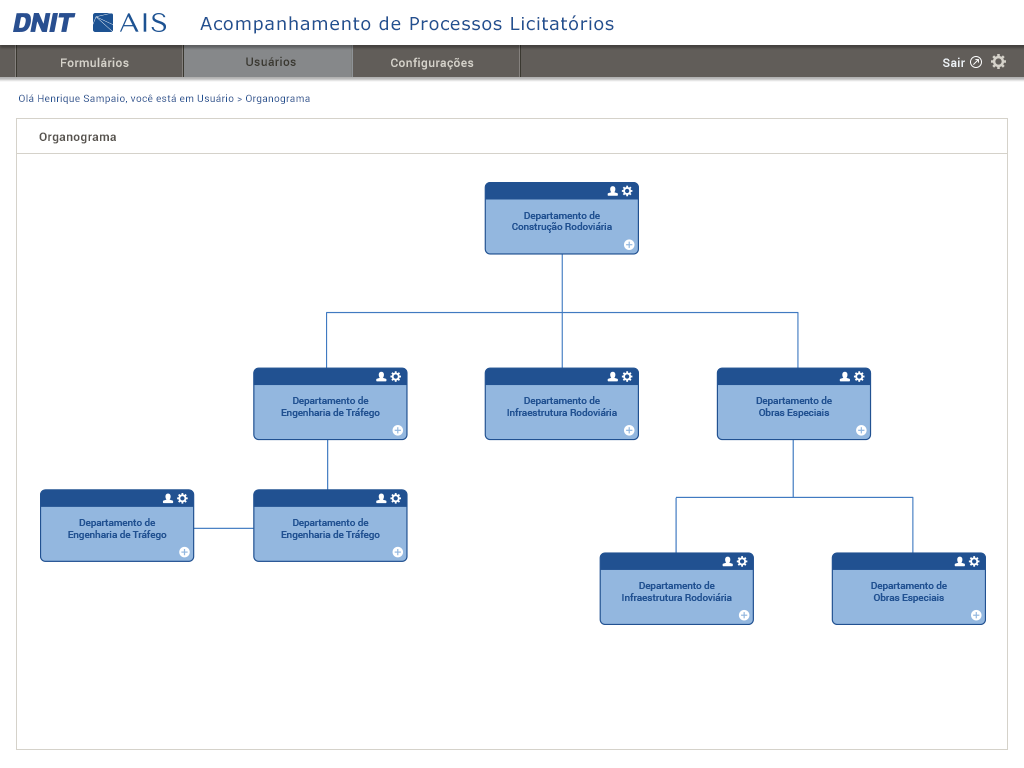 DNIT AIS Acompanhamento de Processos Licitatórios
Formulários Usuários Configurações Sair
Olá Henrique Sampaio, você está em Usuário > Organograma
Organograma
Departamento de
Construção Rodoviária
Departamento de
Engenharia de Tráfego
Departamento de
Infraestrutura Rodoviária
Departamento de
Obras Especiais
Departamento de
Engenharia de Tráfego
Departamento de
Engenharia de Tráfego
Departamento de
Infraestrutura Rodoviária
Departamento de
Obras Especiais